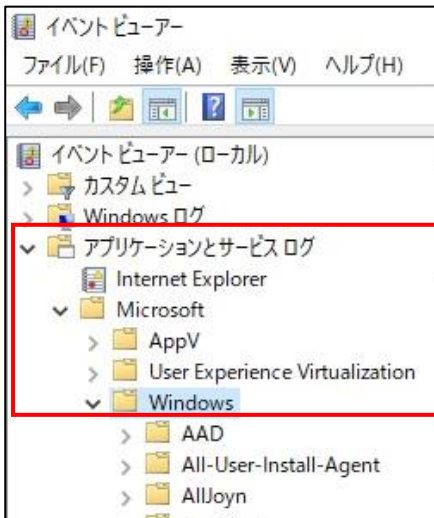 イベント ビューアー
ファイル(F) 操作(A) 表示(V) ヘルプ(H)
イベント ビューアー (ローカル)
カスタム ビュー
Windows ログ
アプリケーションとサービス ログ
Internet Explorer
Microsoft
AppV
User Experience Virtualization
Windows
AAD
All-User-Install-Agent
AllJoyn